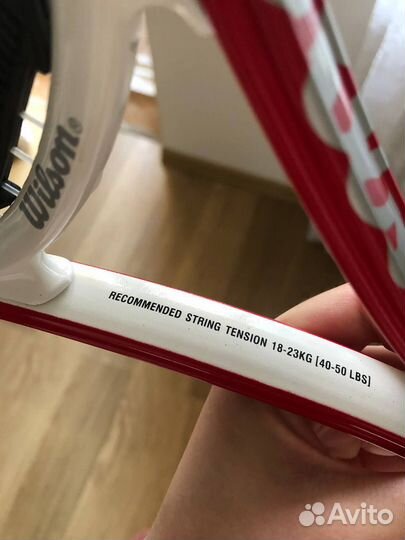 Wilson®
RECOMMENDED STRING TENSION 18-23KG [40-50 LBS]
Avito